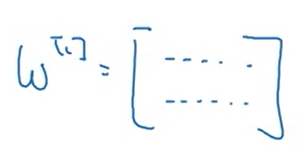 W^[1] = [ - - - - . . .
- - - - . . . ]